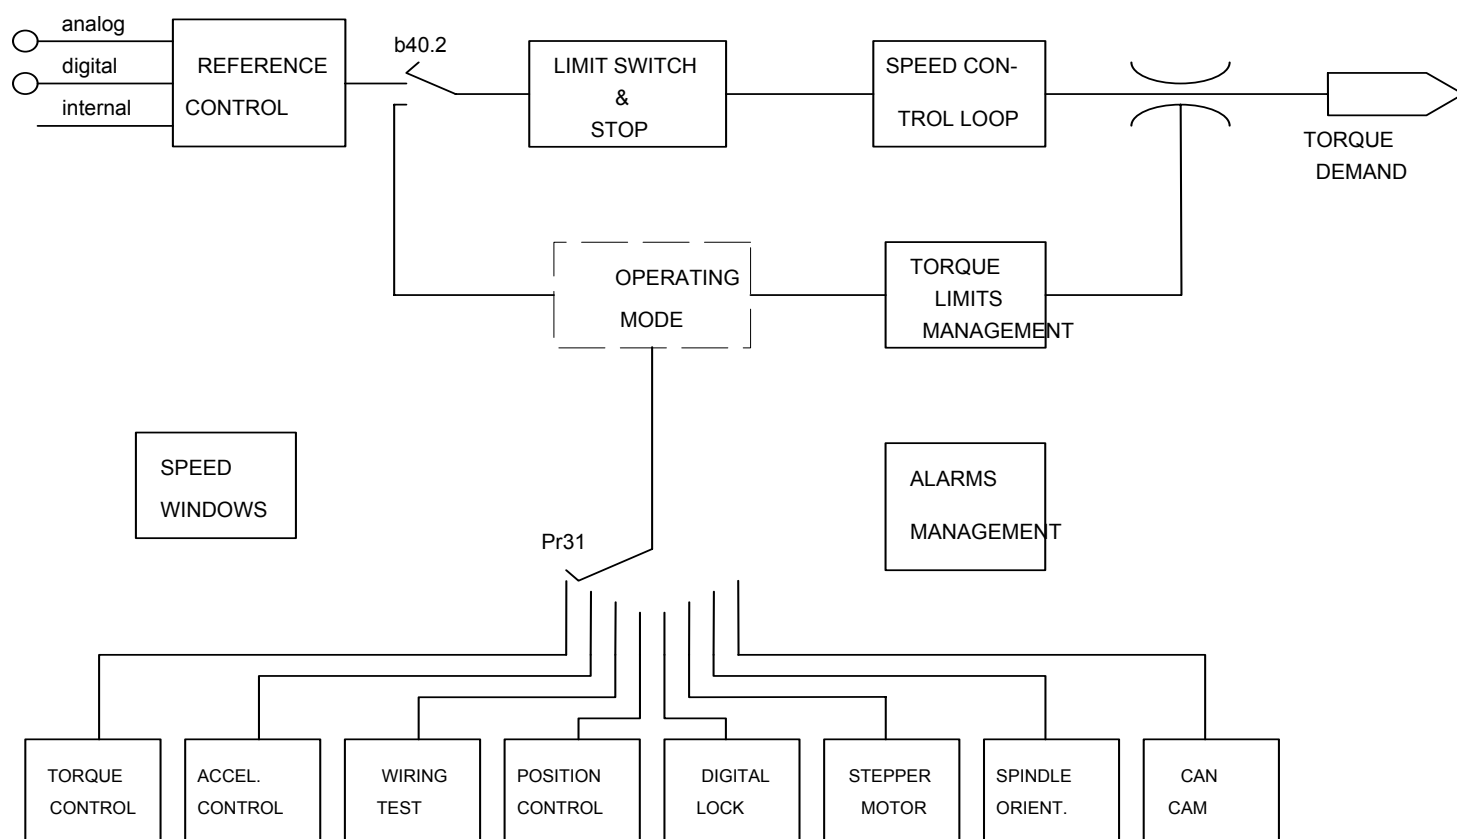 analog
digital
internal
REFERENCE
CONTROL
b40.2
LIMIT SWITCH
&
STOP
SPEED CON-
TROL LOOP
TORQUE
DEMAND
OPERATING
MODE
TORQUE
LIMITS
MANAGEMENT
SPEED
WINDOWS
ALARMS
MANAGEMENT
Pr31
TORQUE
CONTROL
ACCEL.
CONTROL
WIRING
TEST
POSITION
CONTROL
DIGITAL
LOCK
STEPPER
MOTOR
SPINDLE
ORIENT.
CAN
CAM